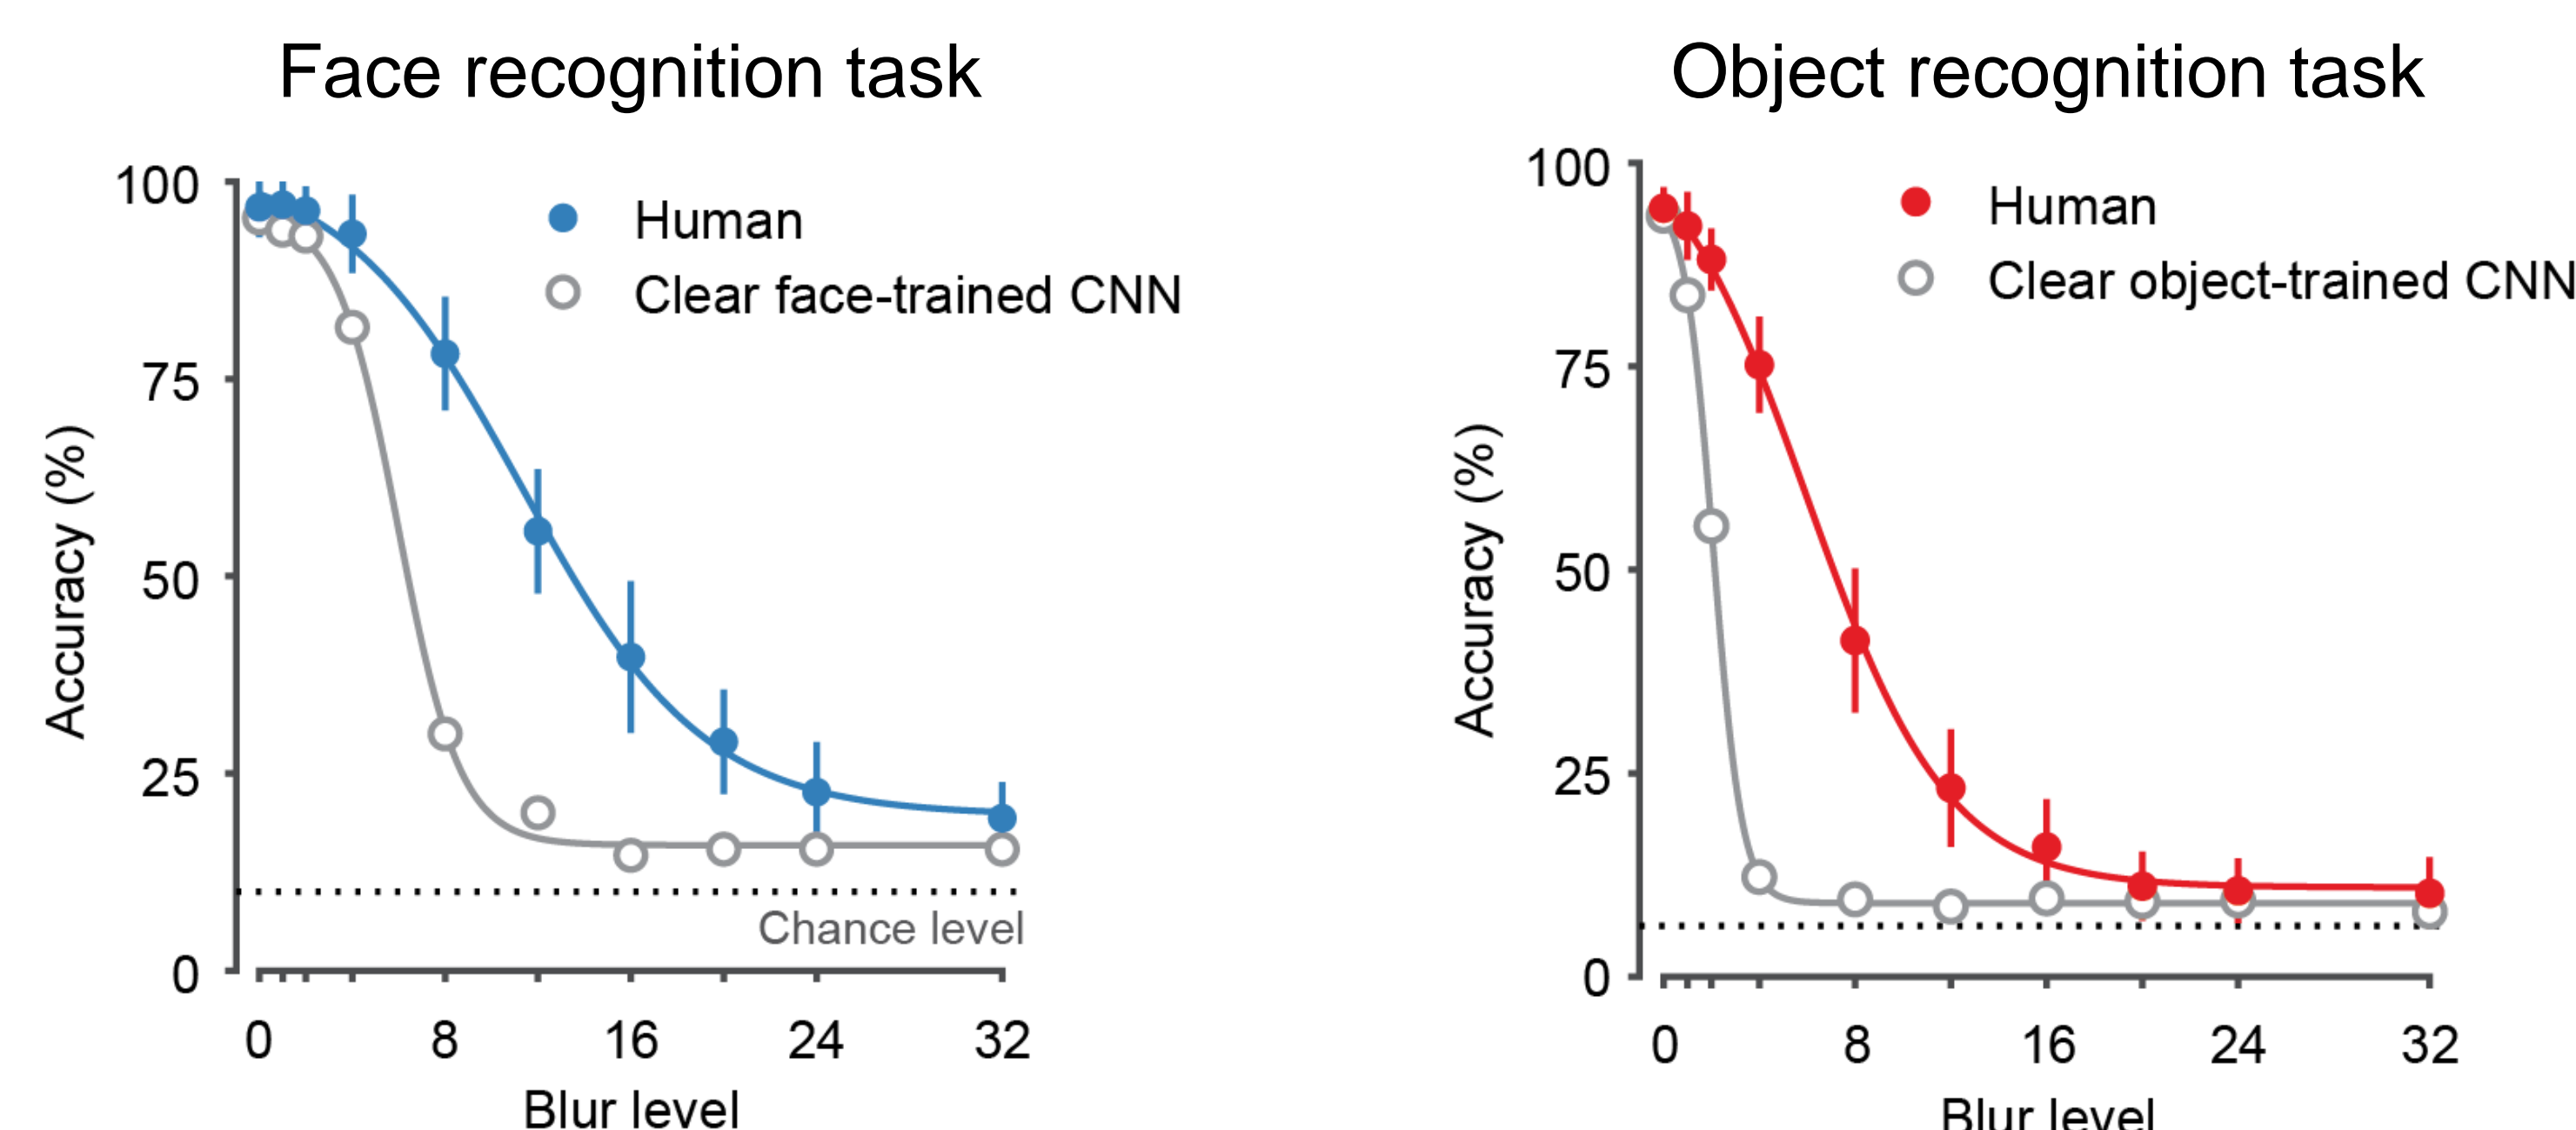 Face recognition task
100
75
50
25
0
Accuracy (%)
Human
Clear face-trained CNN
Chance level
0 8 16 24 32
Blur level
Object recognition task
100
75
50
25
0
Accuracy (%)
Human
Clear object-trained CNN
0 8 16 24 32
Blur level